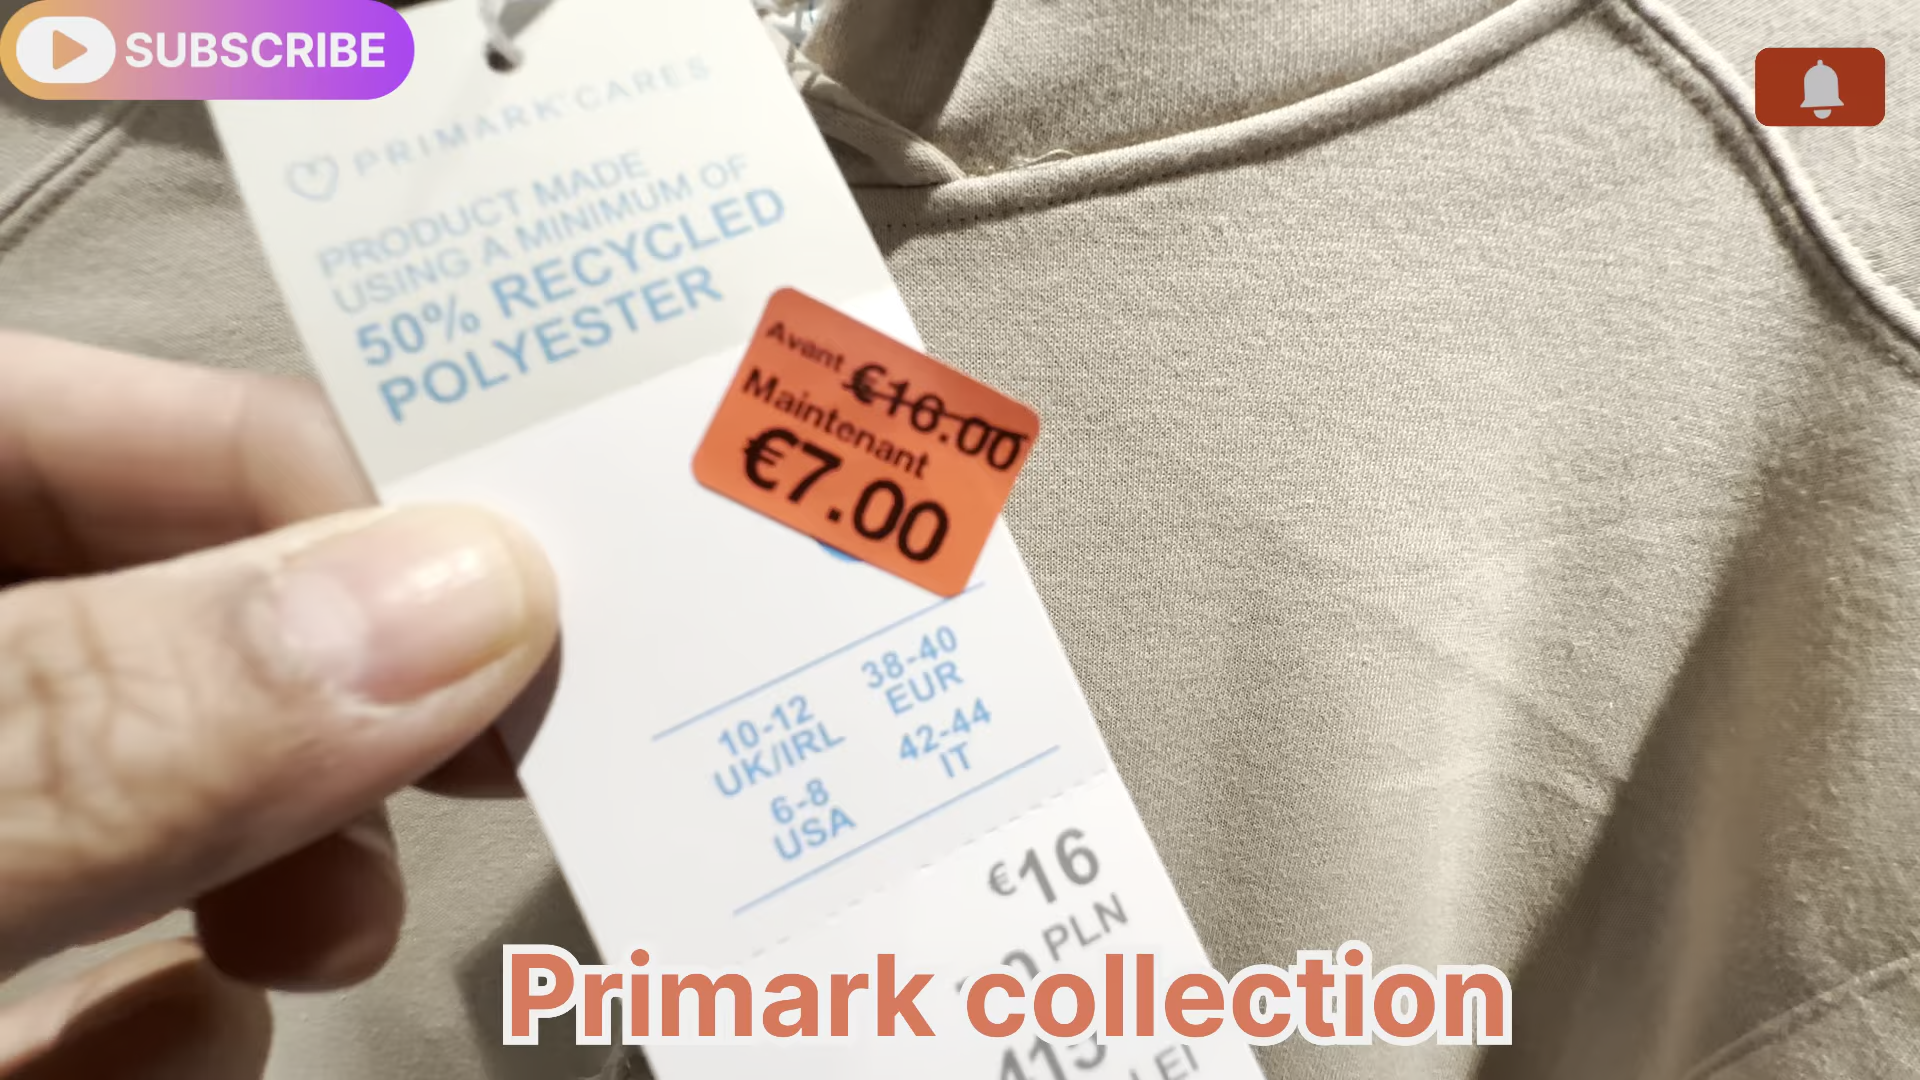 SUBSCRIBE
PRIMARK CARES
PRODUCT MADE
USING A MINIMUM OF
50% RECYCLED
POLYESTER
Avant €16.00
Maintenant
€7.00
10-12
UK/IRL
38-40
EUR
6-8
USA
42-44
IT
€16
PLN
LEI
Primark collection